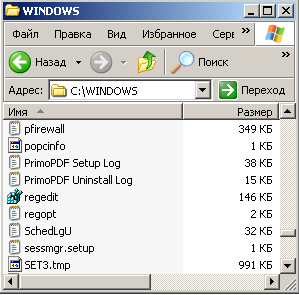 WINDOWS
Файл Правка Вид Избранное Серв »
Назад Поиск
Адрес: C:\WINDOWS Переход
Имя Размер
pfirewall 349 КБ
popcinfo 1 КБ
PrimoPDF Setup Log 38 КБ
PrimoPDF Uninstall Log 15 КБ
regedit 146 КБ
regopt 2 КБ
SchedLgU 32 КБ
sessmgr.setup 1 КБ
SET3.tmp 991 КБ